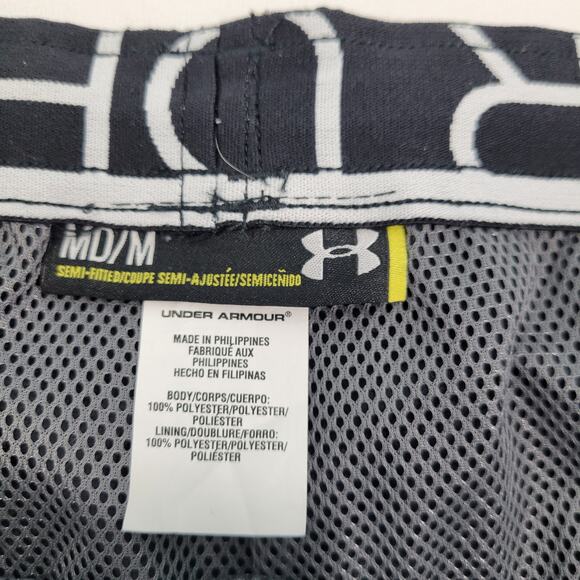 MD/M
SEMI-FITTED/COUPE SEMI-AJUSTÉE/SEMICEÑIDO
UNDER ARMOUR®
MADE IN PHILIPPINES
FABRIQUÉ AUX
PHILIPPINES
HECHO EN FILIPINAS
BODY/CORPS/CUERPO:
100% POLYESTER/POLYESTER/
POLIÉSTER
LINING/DOUBLURE/FORRO:
100% POLYESTER/POLYESTER/
POLIÉSTER